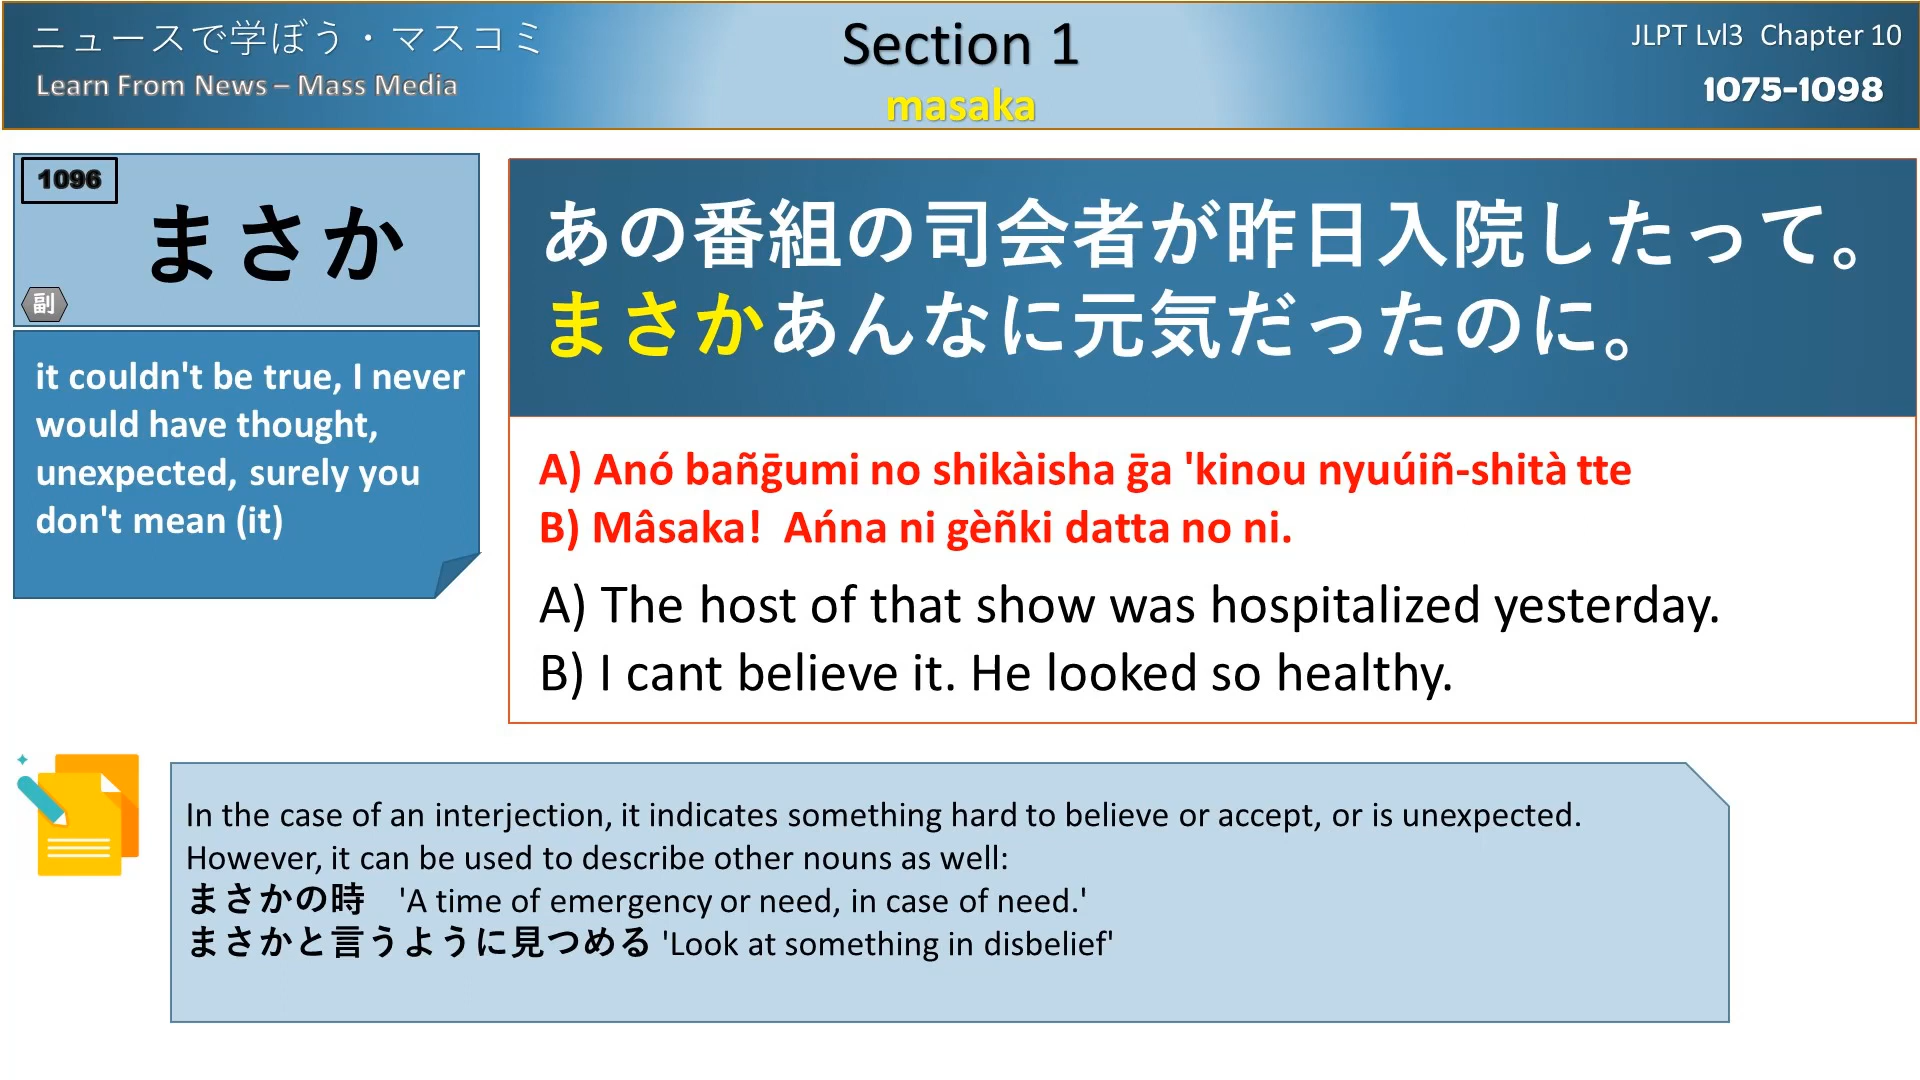 ニュースで学ぼう・マスコミ
Learn From News – Mass Media
Section 1
masaka
JLPT Lvl3  Chapter 10
1075-1098
1096
まさか
副
it couldn't be true, I never
would have thought,
unexpected, surely you
don't mean (it)
あの番組の司会者が昨日入院したって。
まさかあんなに元気だったのに。
A) Anó bañḡumi no shikàisha ḡa 'kinou nyuúiñ-shità tte
B) Mâsaka!  Ańna ni gèñki datta no ni.
A) The host of that show was hospitalized yesterday.
B) I cant believe it. He looked so healthy.
In the case of an interjection, it indicates something hard to believe or accept, or is unexpected.
However, it can be used to describe other nouns as well:
まさかの時　'A time of emergency or need, in case of need.'
まさかと言うように見つめる 'Look at something in disbelief'